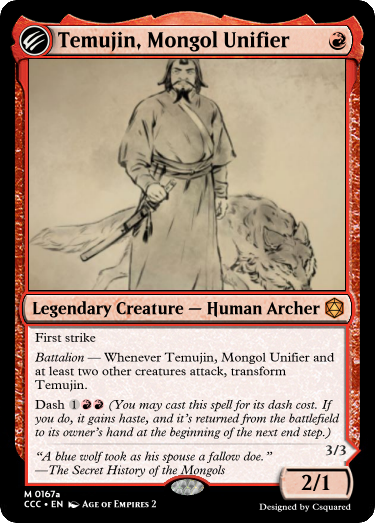 Temujin, Mongol Unifier
Legendary Creature — Human Archer
First strike
Battalion — Whenever Temujin, Mongol Unifier and
at least two other creatures attack, transform
Temujin.
Dash 1 (You may cast this spell for its dash cost. If
you do, it gains haste, and it's returned from the battlefield
to its owner's hand at the beginning of the next end step.)
3/3
"A blue wolf took as his spouse a fallow doe."
—The Secret History of the Mongols
2/1
M 0167a
CCC • EN Age of Empires 2
Designed by Csquared